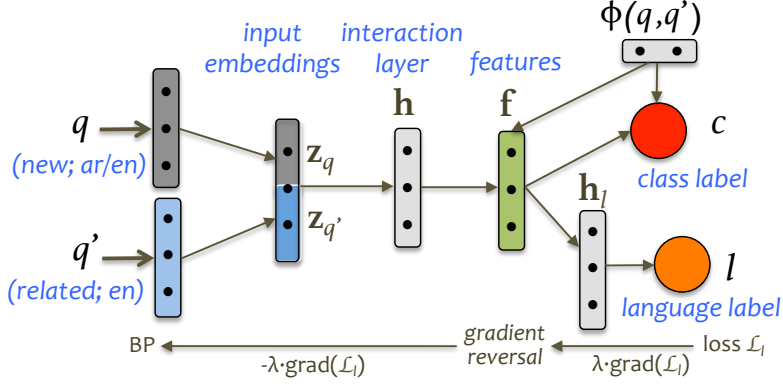 ϕ(q,q’)
input embeddings
interaction layer
features
h
f
q
(new; ar/en)
z_q
c
class label
h_l
z_q’
q’
(related; en)
l
language label
BP
-λ·grad(ℒ_l)
gradient reversal
λ·grad(ℒ_l)
loss ℒ_l